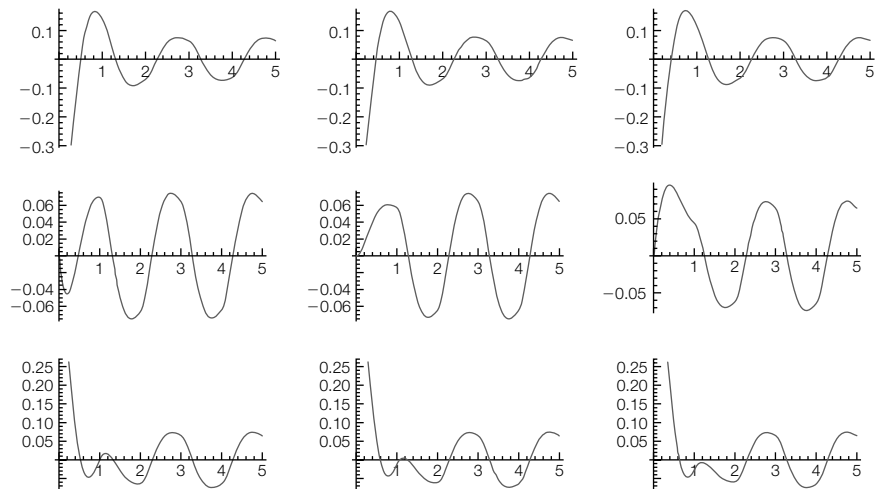 0.1 0.1 0.1
1 2 3 4 5 1 2 3 4 5 1 2 3 4 5
−0.1 −0.1 −0.1
−0.2 −0.2 −0.2
−0.3 −0.3 −0.3
0.06 0.06
0.04 0.04 0.05
0.02 0.02
1 2 3 4 5 1 2 3 4 5 1 2 3 4 5
−0.04 −0.04 −0.05
−0.06 −0.06
0.25 0.25 0.25
0.20 0.20 0.20
0.15 0.15 0.15
0.10 0.10 0.10
0.05 0.05 0.05
1 2 3 4 5 1 2 3 4 5 1 2 3 4 5